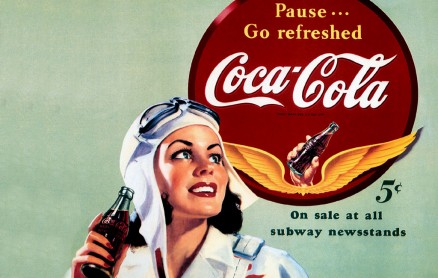 Pause...
Go refreshed
Coca-Cola
5¢
On sale at all
subway newsstands